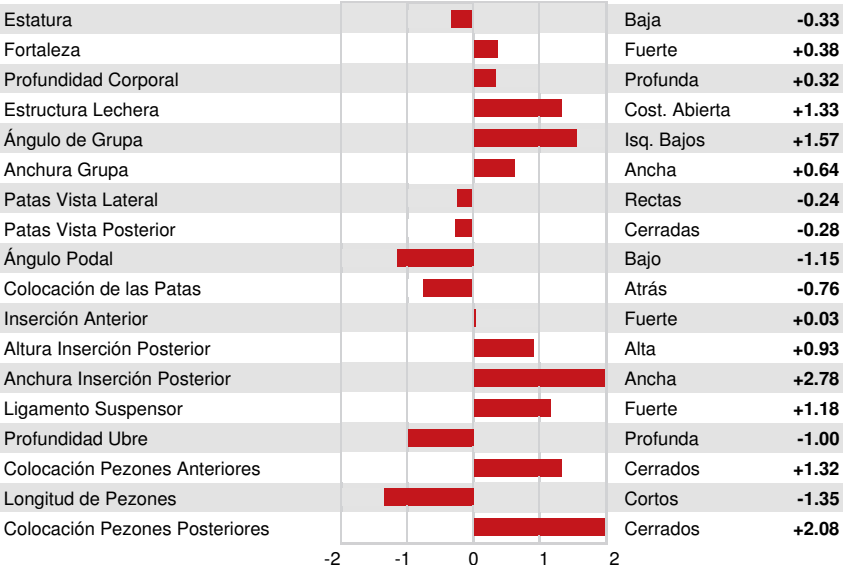 Estatura Baja -0.33
Fortaleza Fuerte +0.38
Profundidad Corporal Profunda +0.32
Estructura Lechera Cost. Abierta +1.33
Ángulo de Grupa Isq. Bajos +1.57
Anchura Grupa Ancha +0.64
Patas Vista Lateral Rectas -0.24
Patas Vista Posterior Cerradas -0.28
Ángulo Podal Bajo -1.15
Colocación de las Patas Atrás -0.76
Inserción Anterior Fuerte +0.03
Altura Inserción Posterior Alta +0.93
Anchura Inserción Posterior Ancha +2.78
Ligamento Suspensor Fuerte +1.18
Profundidad Ubre Profunda -1.00
Colocación Pezones Anteriores Cerrados +1.32
Longitud de Pezones Cortos -1.35
Colocación Pezones Posteriores Cerrados +2.08
-2 -1 0 1 2